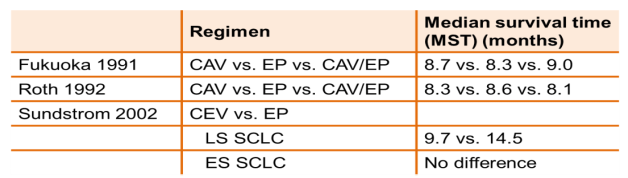 Regimen Median survival time
(MST) (months)
Fukuoka 1991 CAV vs. EP vs. CAV/EP 8.7 vs. 8.3 vs. 9.0
Roth 1992 CAV vs. EP vs. CAV/EP 8.3 vs. 8.6 vs. 8.1
Sundstrom 2002 CEV vs. EP
LS SCLC 9.7 vs. 14.5
ES SCLC No difference